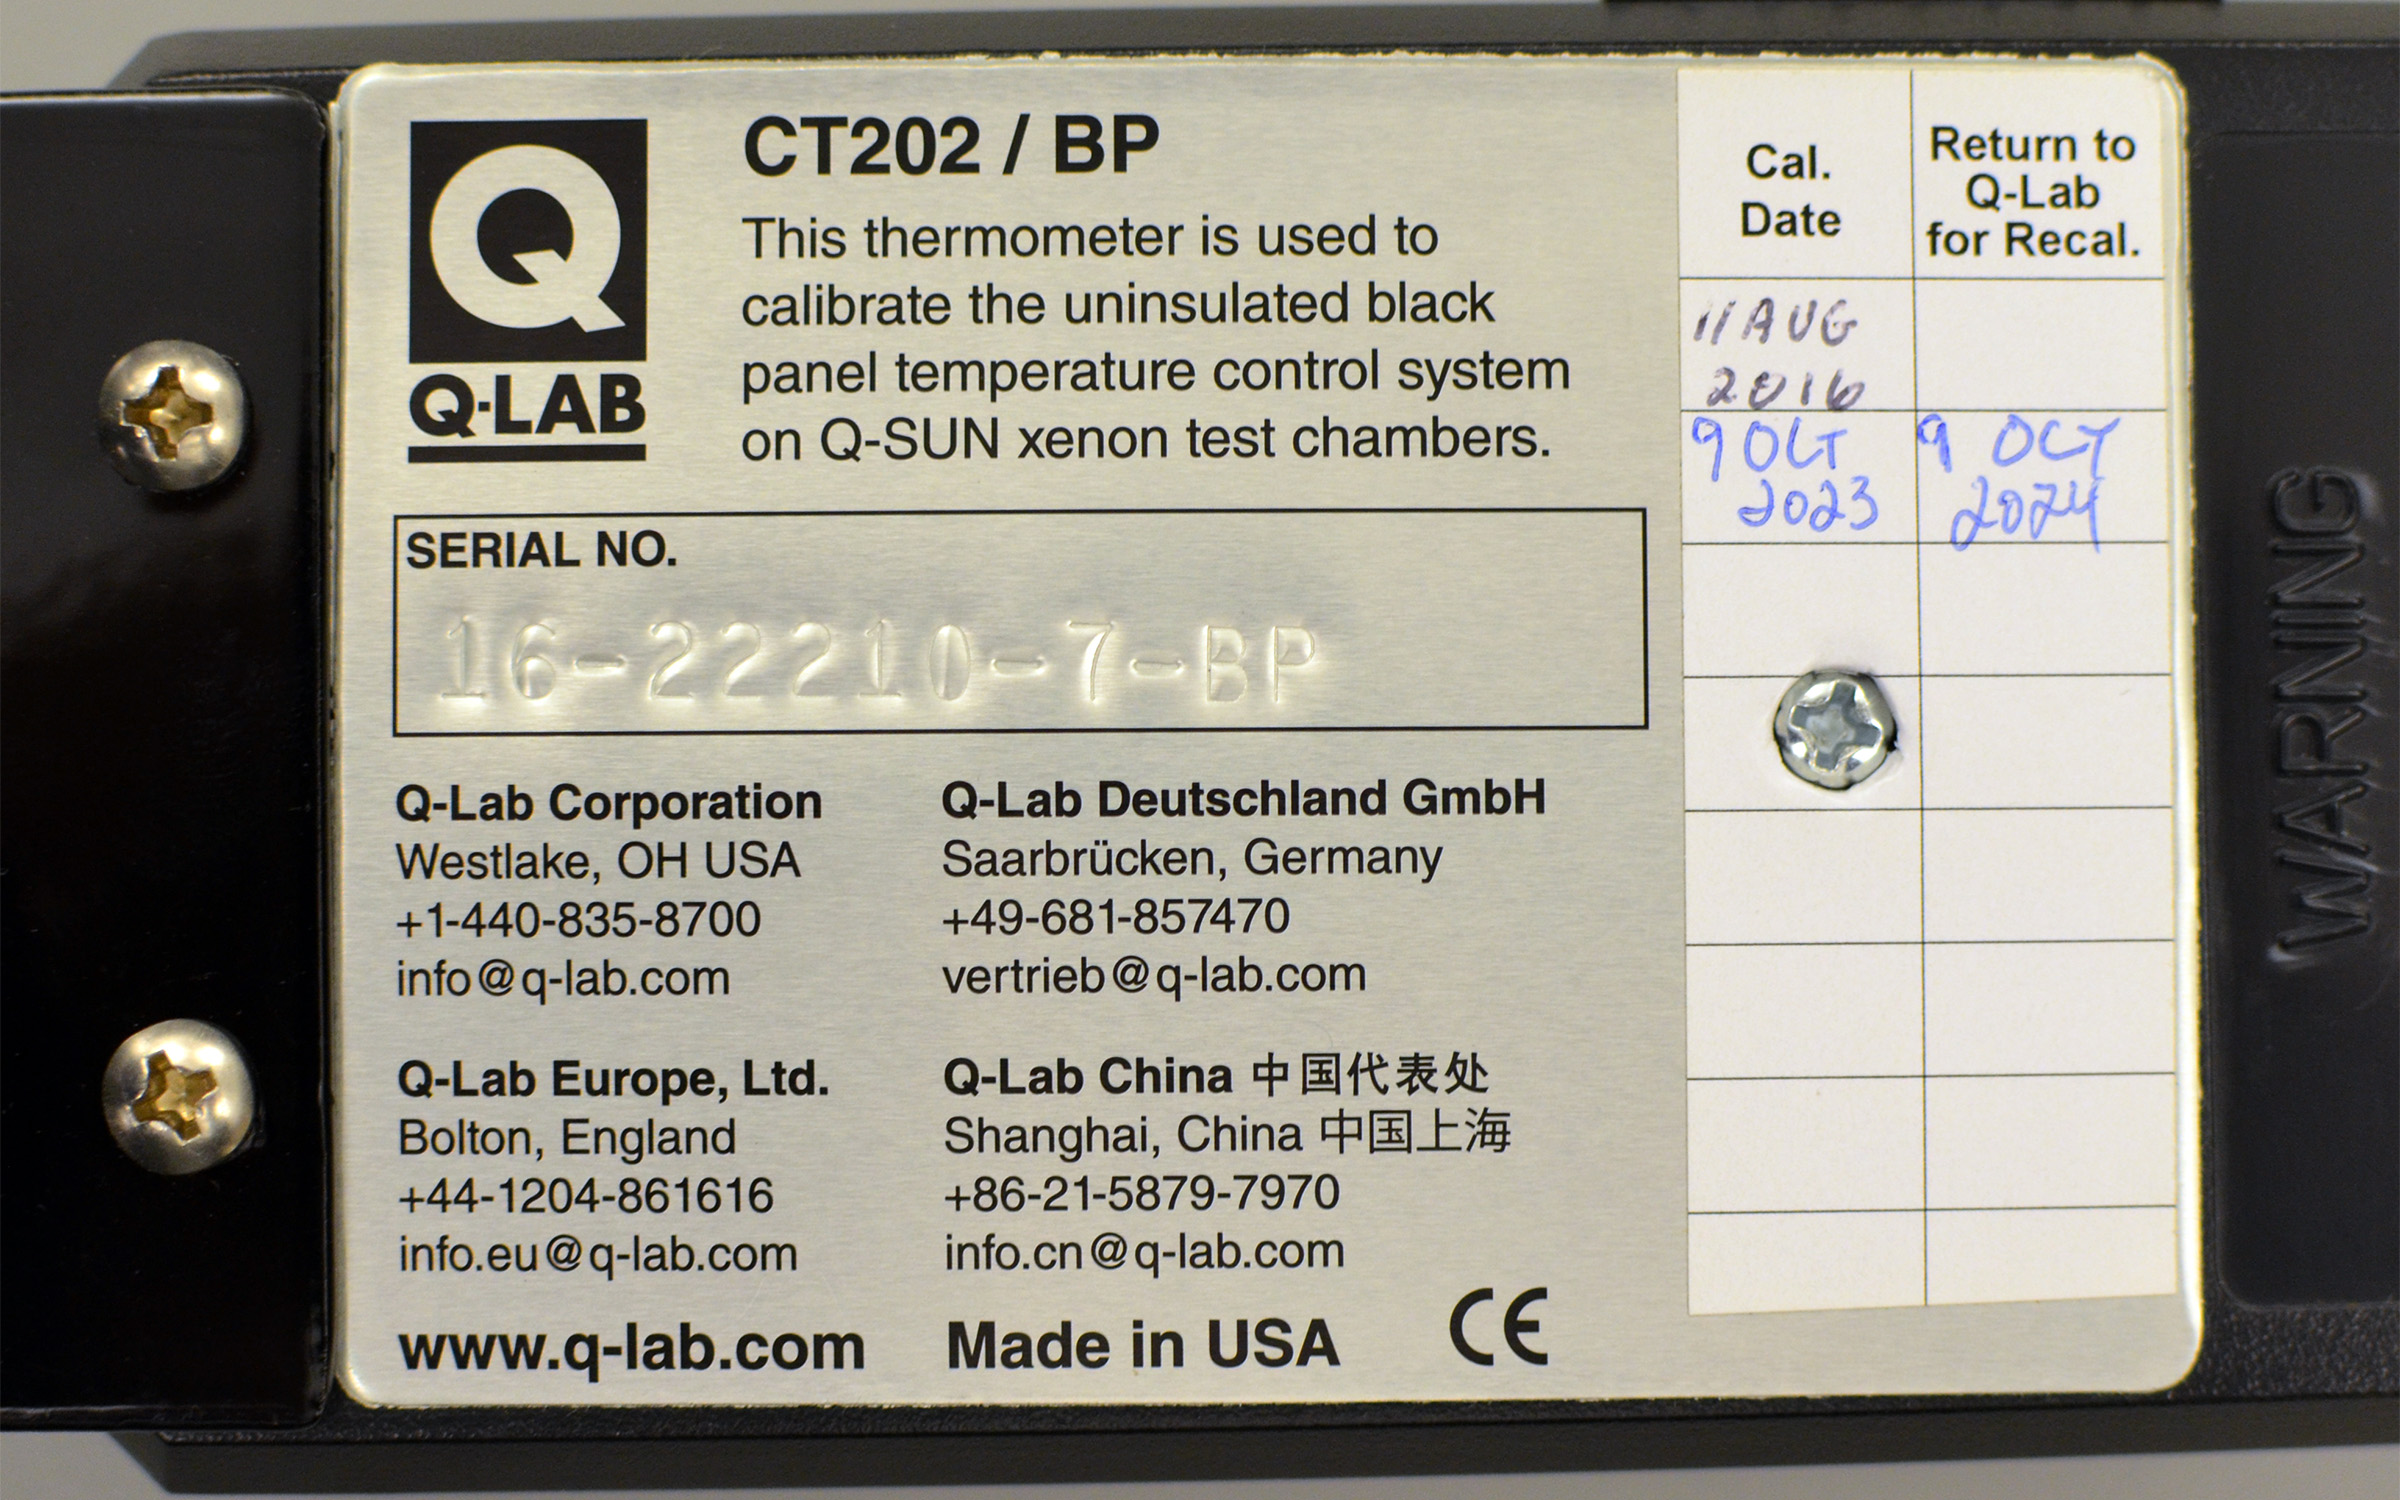 Q-LAB
CT202 / BP
This thermometer is used to
calibrate the uninsulated black
panel temperature control system
on Q-SUN xenon test chambers.
SERIAL NO.
16-22210-7-BP
Q-Lab Corporation
Westlake, OH USA
+1-440-835-8700
info@q-lab.com
Q-Lab Deutschland GmbH
Saarbrücken, Germany
+49-681-857470
vertrieb@q-lab.com
Q-Lab Europe, Ltd.
Bolton, England
+44-1204-861616
info.eu@q-lab.com
Q-Lab China 中国代表处
Shanghai, China 中国上海
+86-21-5879-7970
info.cn@q-lab.com
www.q-lab.com
Made in USA
CE
Cal.
Date
Return to
Q-Lab
for Recal.
11 AUG
2016
9 OCT
2023
9 OCT
2024
WARNING